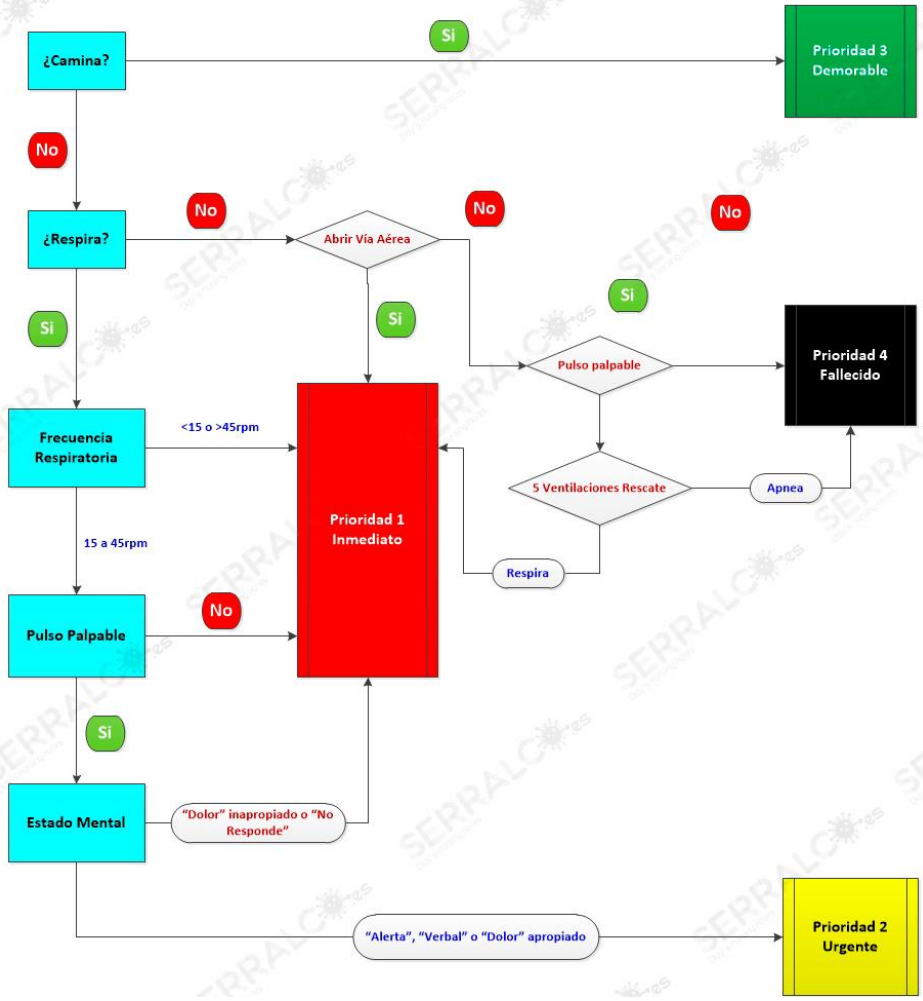 Si
Prioridad 3
Demorable
¿Camina?
No
No
No
No
¿Respira?
Abrir Vía Aérea
Si
Si
Si
Pulso palpable
Prioridad 4
Fallecido
Frecuencia
Respiratoria
<15 o >45rpm
5 Ventilaciones Rescate
Apnea
Prioridad 1
Inmediato
15 a 45rpm
Respira
Pulso Palpable
No
Si
Estado Mental
“Dolor” inapropiado o “No
Responde”
“Alerta”, “Verbal” o “Dolor” apropiado
Prioridad 2
Urgente
SERRALCO.es